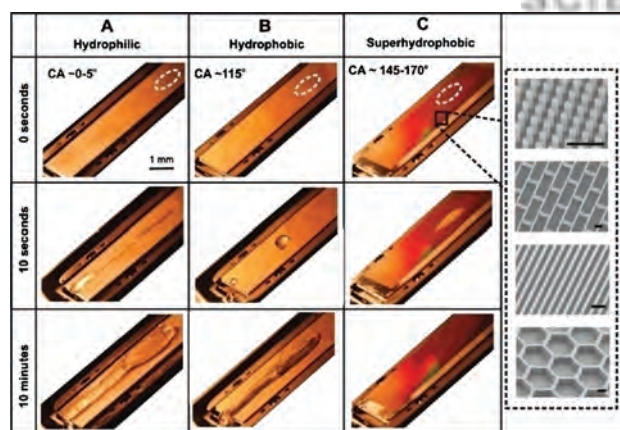 A
B
C
Hydrophilic
Hydrophobic
Superhydrophobic
CA ~0-5°
CA ~115°
CA ~ 145-170°
0 seconds
1 mm
10 seconds
10 minutes